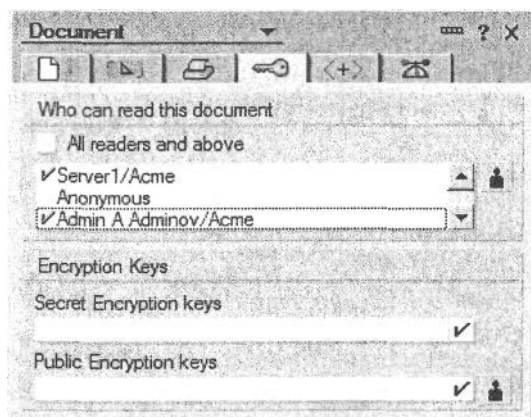 Document ?
Who can read this document
All readers and above
Server1/Acme
Anonymous
Admin A Adminov/Acme
Encryption Keys
Secret Encryption keys
Public Encryption keys